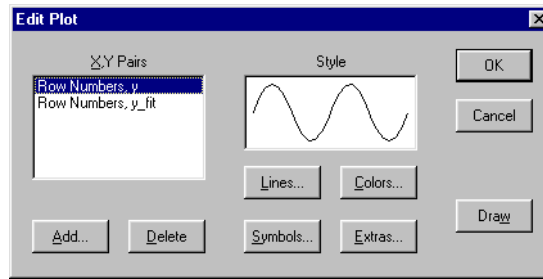 Edit Plot
X,Y Pairs
Row Numbers, y
Row Numbers, y_fit
Add...
Delete
Style
Lines...
Colors...
Symbols...
Extras...
OK
Cancel
Draw